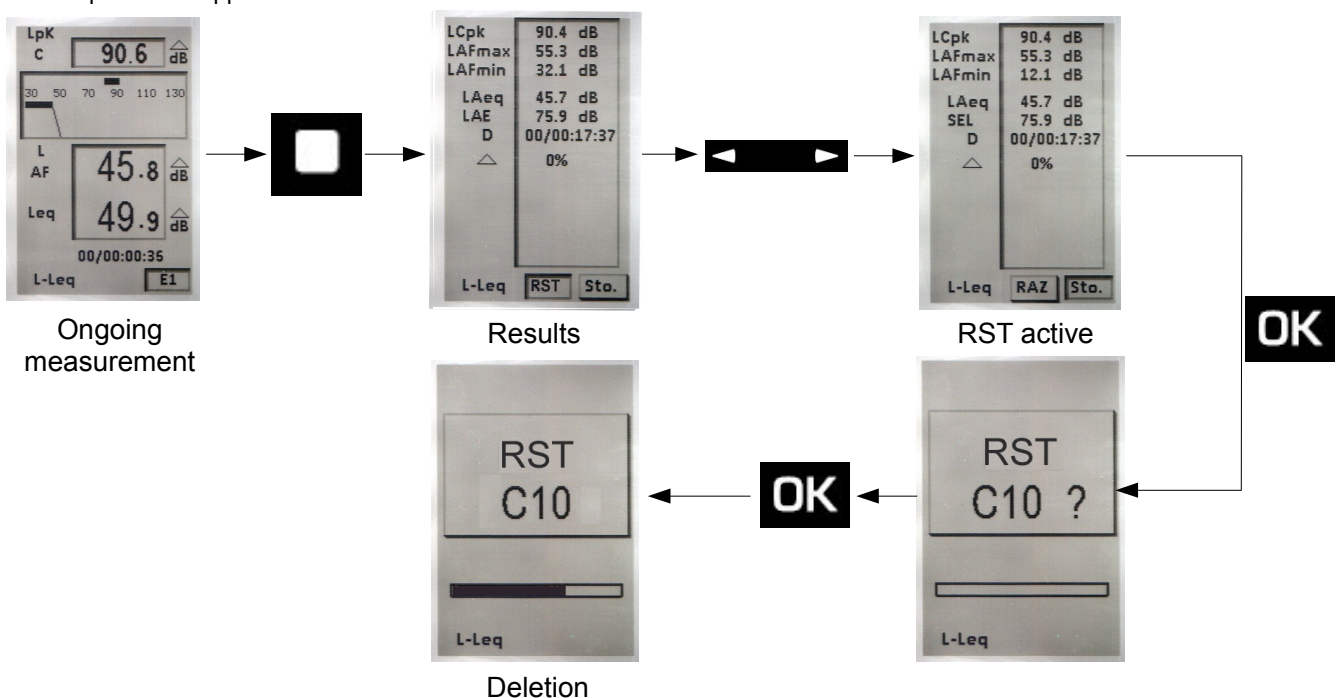 LpK
C 90.6 dB
30 50 70 90 110 130
L
AF 45.8 dB
Leq 49.9 dB
00/00:00:35
L-Leq E1
Ongoing
measurement
LCpk 90.4 dB
LAFmax 55.3 dB
LAFmin 32.1 dB
LAeq 45.7 dB
LAE 75.9 dB
D 00/00:17:37
0%
L-Leq RST Sto.
Results
LCpk 90.4 dB
LAFmax 55.3 dB
LAFmin 12.1 dB
LAeq 45.7 dB
SEL 75.9 dB
D 00/00:17:37
0%
L-Leq RAZ Sto.
RST active
OK
RST
C10 ?
L-Leq
OK
RST
C10
L-Leq
Deletion